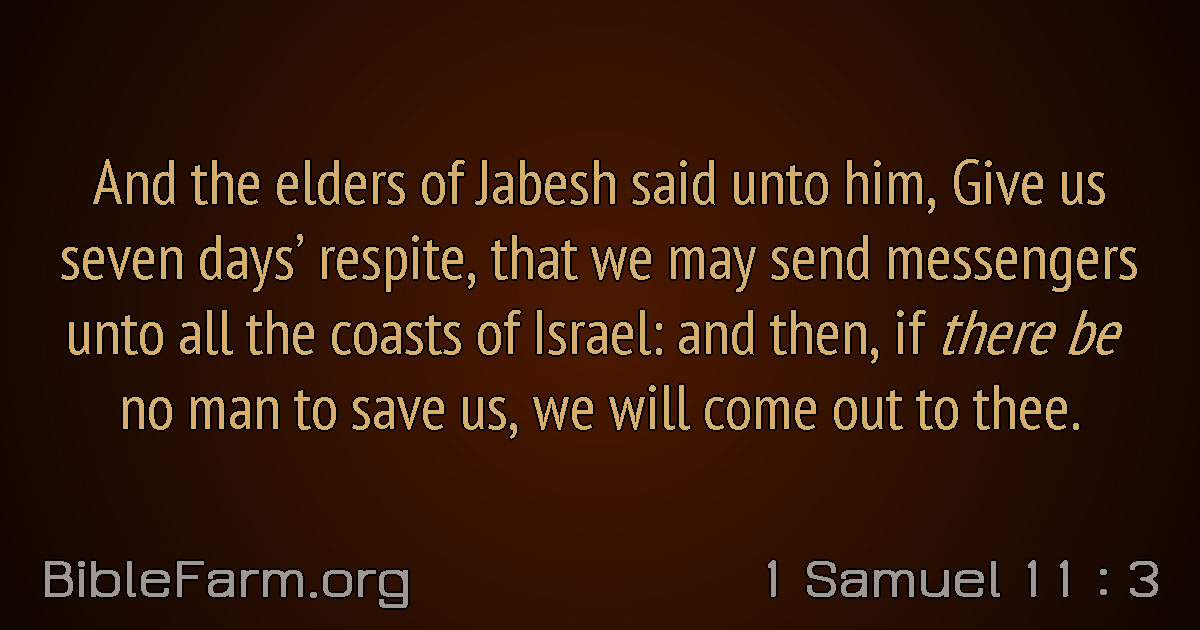 And the elders of Jabesh said unto him, Give us
seven days’ respite, that we may send messengers
unto all the coasts of Israel: and then, if there be
no man to save us, we will come out to thee.
BibleFarm.org
1 Samuel 11 : 3